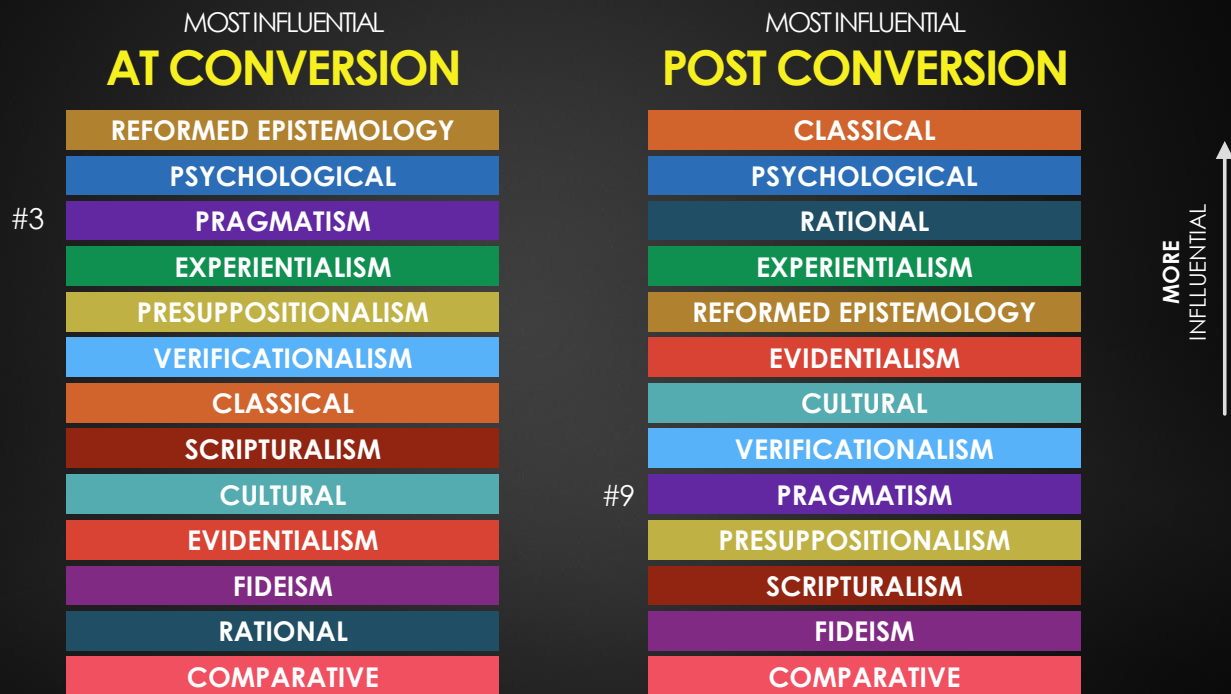 MOST INFLUENTIAL
AT CONVERSION
REFORMED EPISTEMOLOGY
PSYCHOLOGICAL
#3
PRAGMATISM
EXPERIENTIALISM
PRESUPPOSITIONALISM
VERIFICATIONALISM
CLASSICAL
SCRIPTURALISM
CULTURAL
EVIDENTIALISM
FIDEISM
RATIONAL
COMPARATIVE
MOST INFLUENTIAL
POST CONVERSION
CLASSICAL
PSYCHOLOGICAL
RATIONAL
EXPERIENTIALISM
REFORMED EPISTEMOLOGY
EVIDENTIALISM
CULTURAL
VERIFICATIONALISM
#9
PRAGMATISM
PRESUPPOSITIONALISM
SCRIPTURALISM
FIDEISM
COMPARATIVE
MORE
INFLLUENTIAL